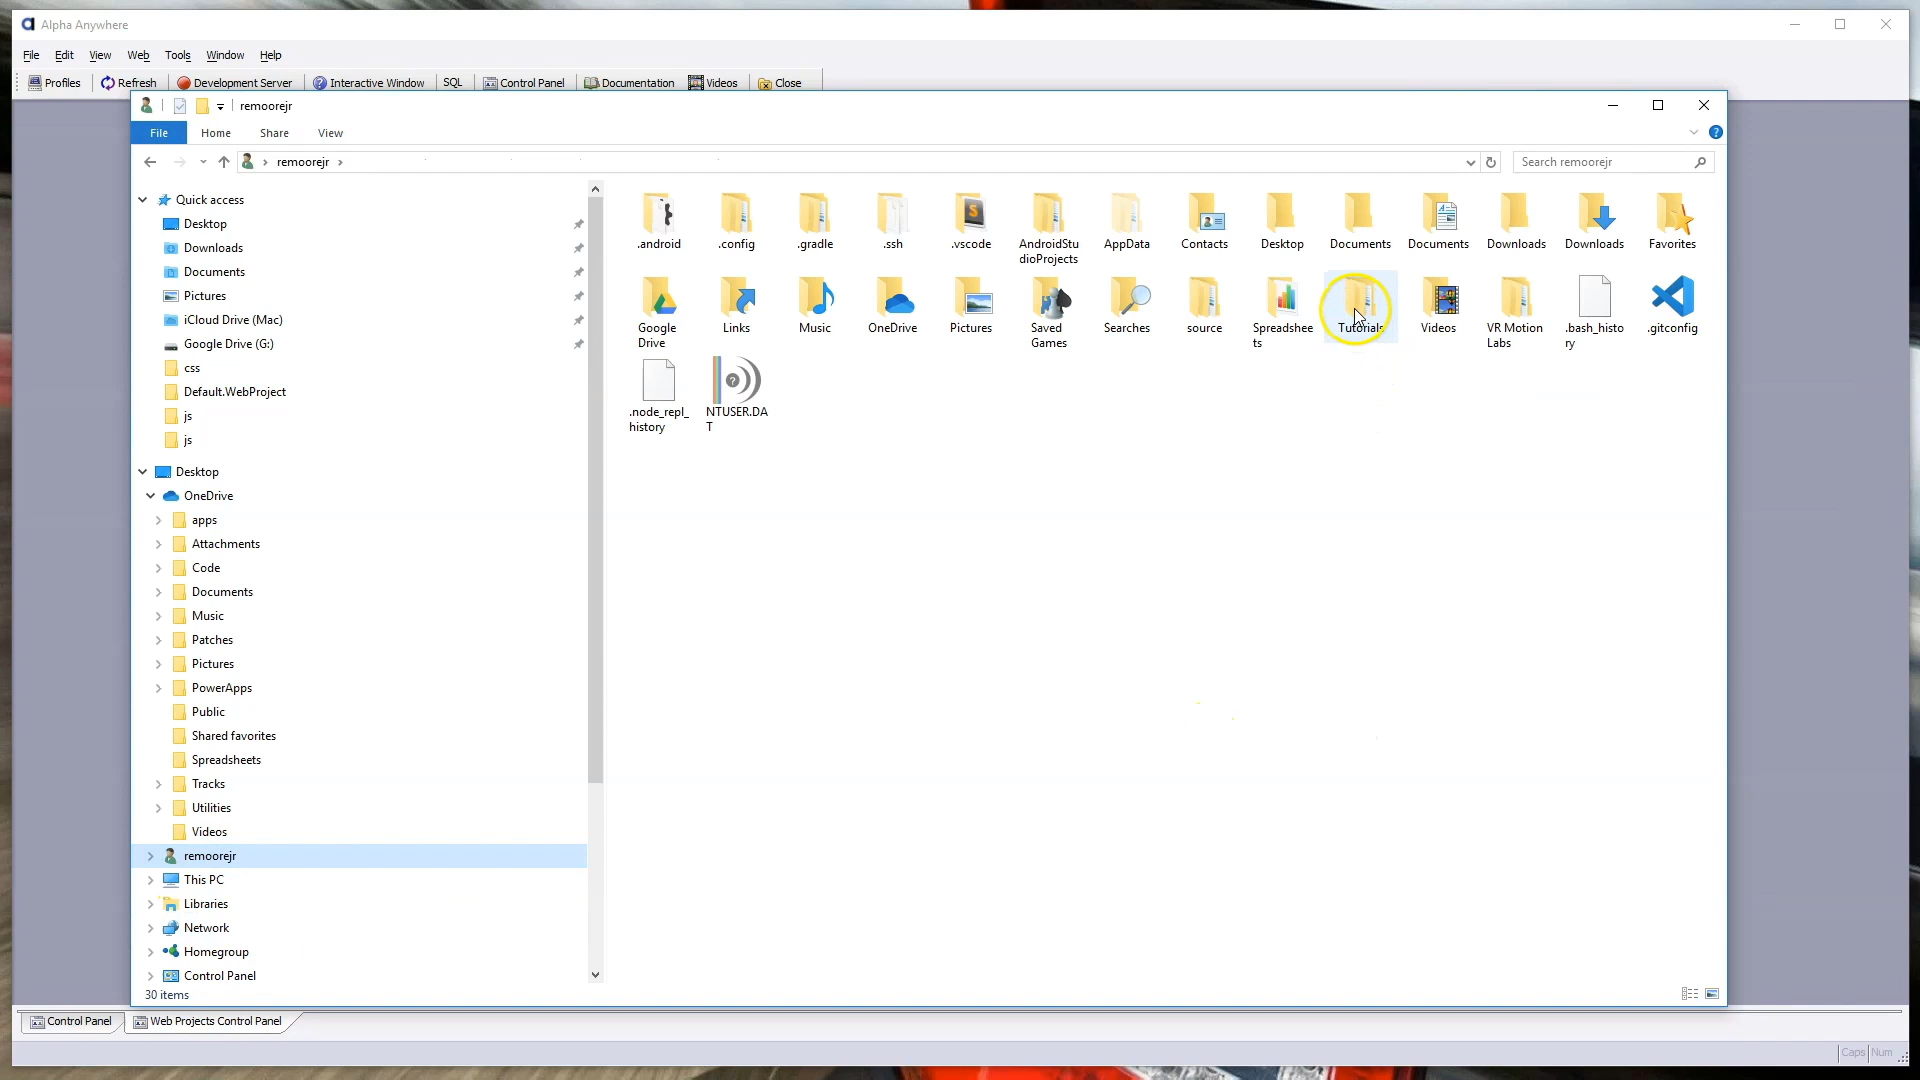 Alpha Anywhere
File Edit View Web Tools Window Help
Profiles Refresh Development Server Interactive Window SQL Control Panel Documentation Videos Close
remoorejr
File Home Share View
remoorejr
Search remoorejr
Quick access
Desktop
Downloads
Documents
Pictures
iCloud Drive (Mac)
Google Drive (G:)
css
Default.WebProject
js
js
Desktop
OneDrive
apps
Attachments
Code
Documents
Music
Patches
Pictures
PowerApps
Public
Shared favorites
Spreadsheets
Tracks
Utilities
Videos
remoorejr
This PC
Libraries
Network
Homegroup
Control Panel
.android .config .gradle .ssh .vscode AndroidStu AppData Contacts Desktop Documents Documents Downloads Downloads Favorites
dioProjects
Google Links Music OneDrive Pictures Saved Searches source Spreadshee Tutorials Videos VR Motion .bash_histo .gitconfig
Drive Games ts Labs ry
.node_repl_ NTUSER.DA
history T
30 items
Control Panel Web Projects Control Panel
Caps Num